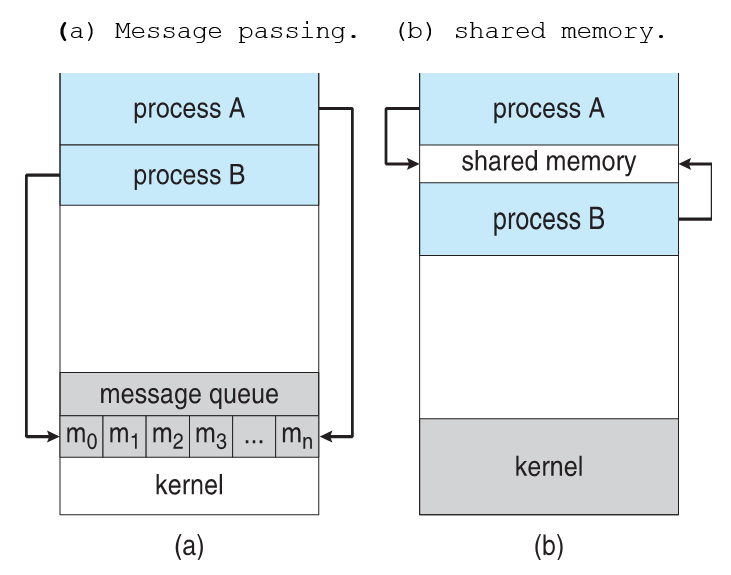 (a) Message passing. (b) shared memory.
process A
process B
message queue
m0 m1 m2 m3 ... mn
kernel
(a)
process A
shared memory
process B
kernel
(b)